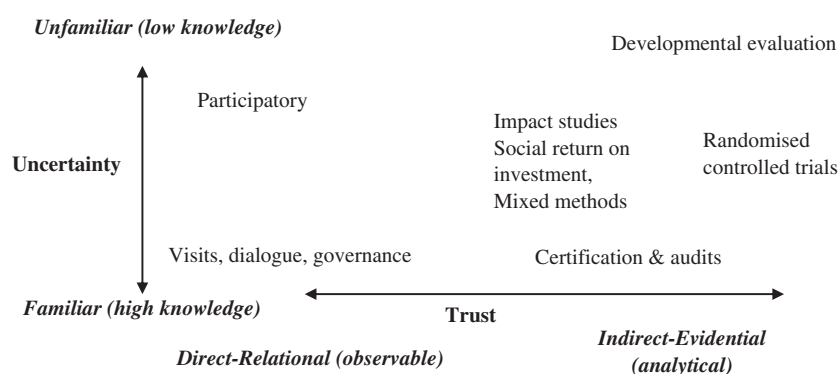 Unfamiliar (low knowledge)
Developmental evaluation
Participatory
Impact studies
Social return on
investment,
Mixed methods
Randomised
controlled trials
Uncertainty
Visits, dialogue, governance
Certification & audits
Familiar (high knowledge)
Trust
Direct-Relational (observable)
Indirect-Evidential
(analytical)